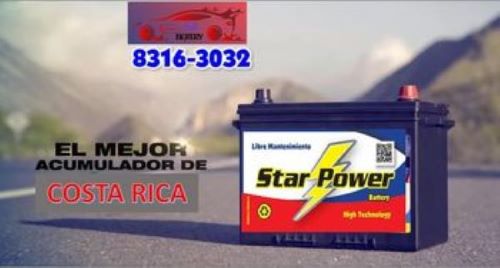 8316-3032
EL MEJOR
ACUMULADOR DE
COSTA RICA
Libre Mantenimiento
Star Power
Battery
High Technology